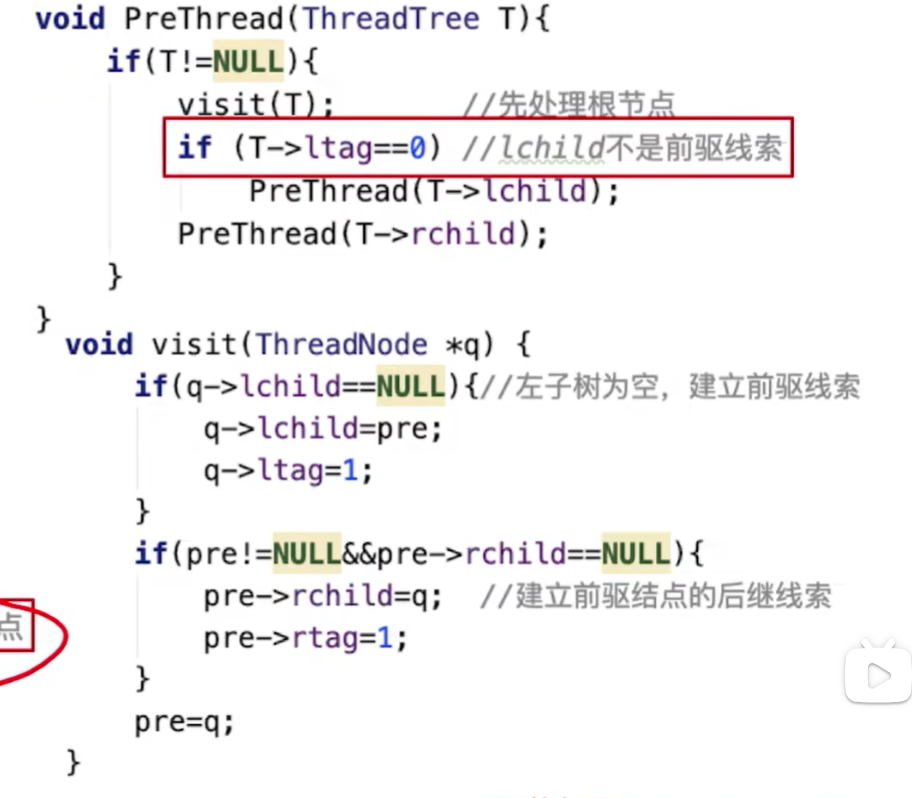 void PreThread(ThreadTree T){
if(T!=NULL){
visit(T); //先处理根节点
if (T->ltag==0) //lchild不是前驱线索
PreThread(T->lchild);
PreThread(T->rchild);
}
}
void visit(ThreadNode *q) {
if(q->lchild==NULL){//左子树为空，建立前驱线索
q->lchild=pre;
q->ltag=1;
}
if(pre!=NULL&&pre->rchild==NULL){
pre->rchild=q; //建立前驱结点的后继线索
点
pre->rtag=1;
}
pre=q;
}